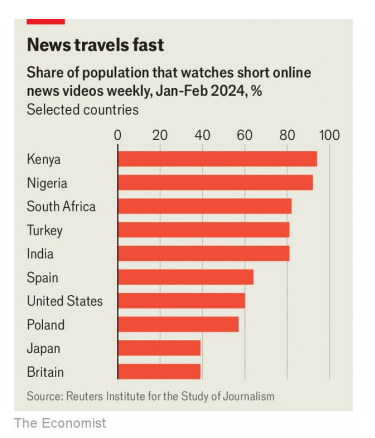 News travels fast
Share of population that watches short online
news videos weekly, Jan-Feb 2024, %
Selected countries
0 20 40 60 80 100
Kenya
Nigeria
South Africa
Turkey
India
Spain
United States
Poland
Japan
Britain
Source: Reuters Institute for the Study of Journalism
The Economist